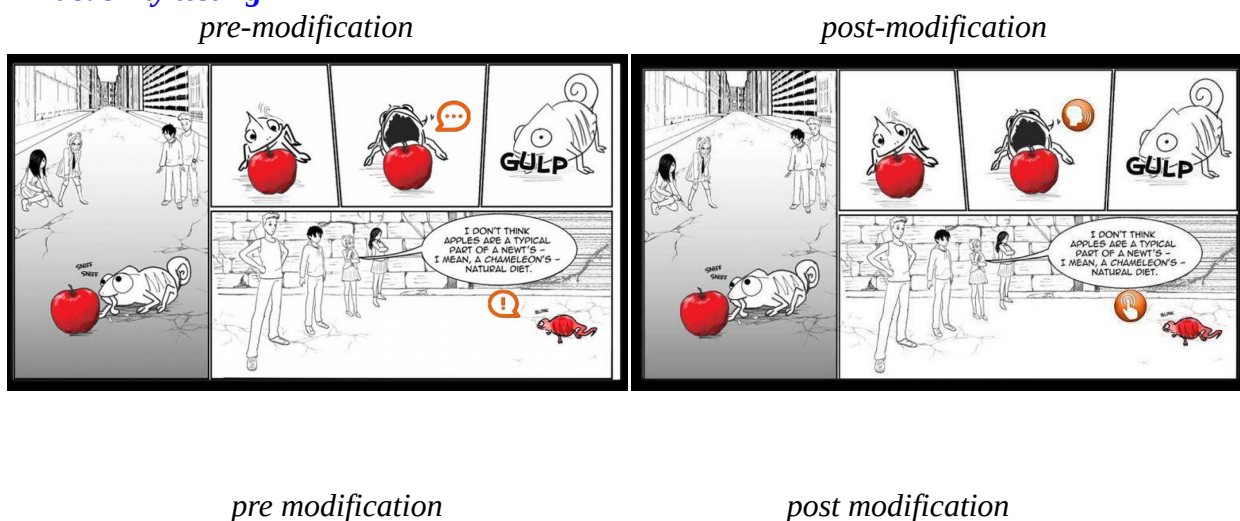 pre-modification
post-modification
GULP
I DON'T THINK
APPLES ARE A TYPICAL
PART OF A NEWT'S –
I MEAN, A CHAMELEON'S –
NATURAL DIET.
SNIFF
SNIFF
BLINK
GULP
I DON'T THINK
APPLES ARE A TYPICAL
PART OF A NEWT'S –
I MEAN, A CHAMELEON'S –
NATURAL DIET.
SNIFF
SNIFF
BLINK
pre modification
post modification